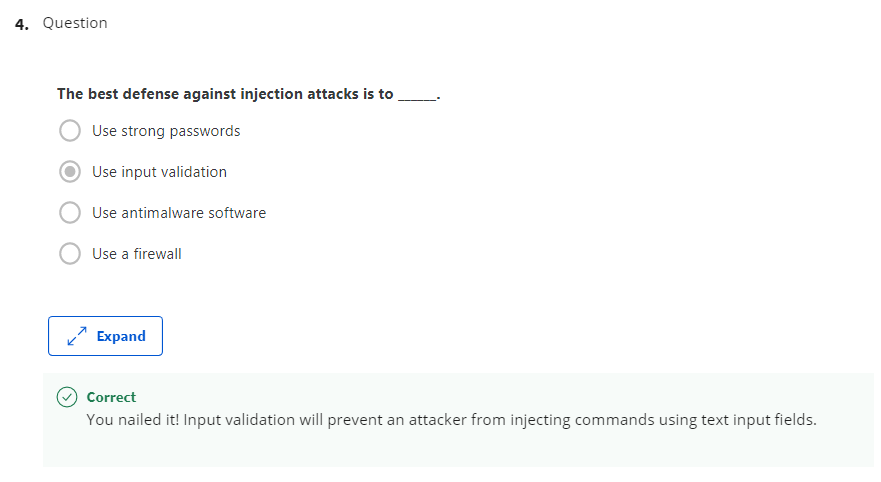 4. Question
The best defense against injection attacks is to ______.
Use strong passwords
Use input validation
Use antimalware software
Use a firewall
Expand
Correct
You nailed it! Input validation will prevent an attacker from injecting commands using text input fields.